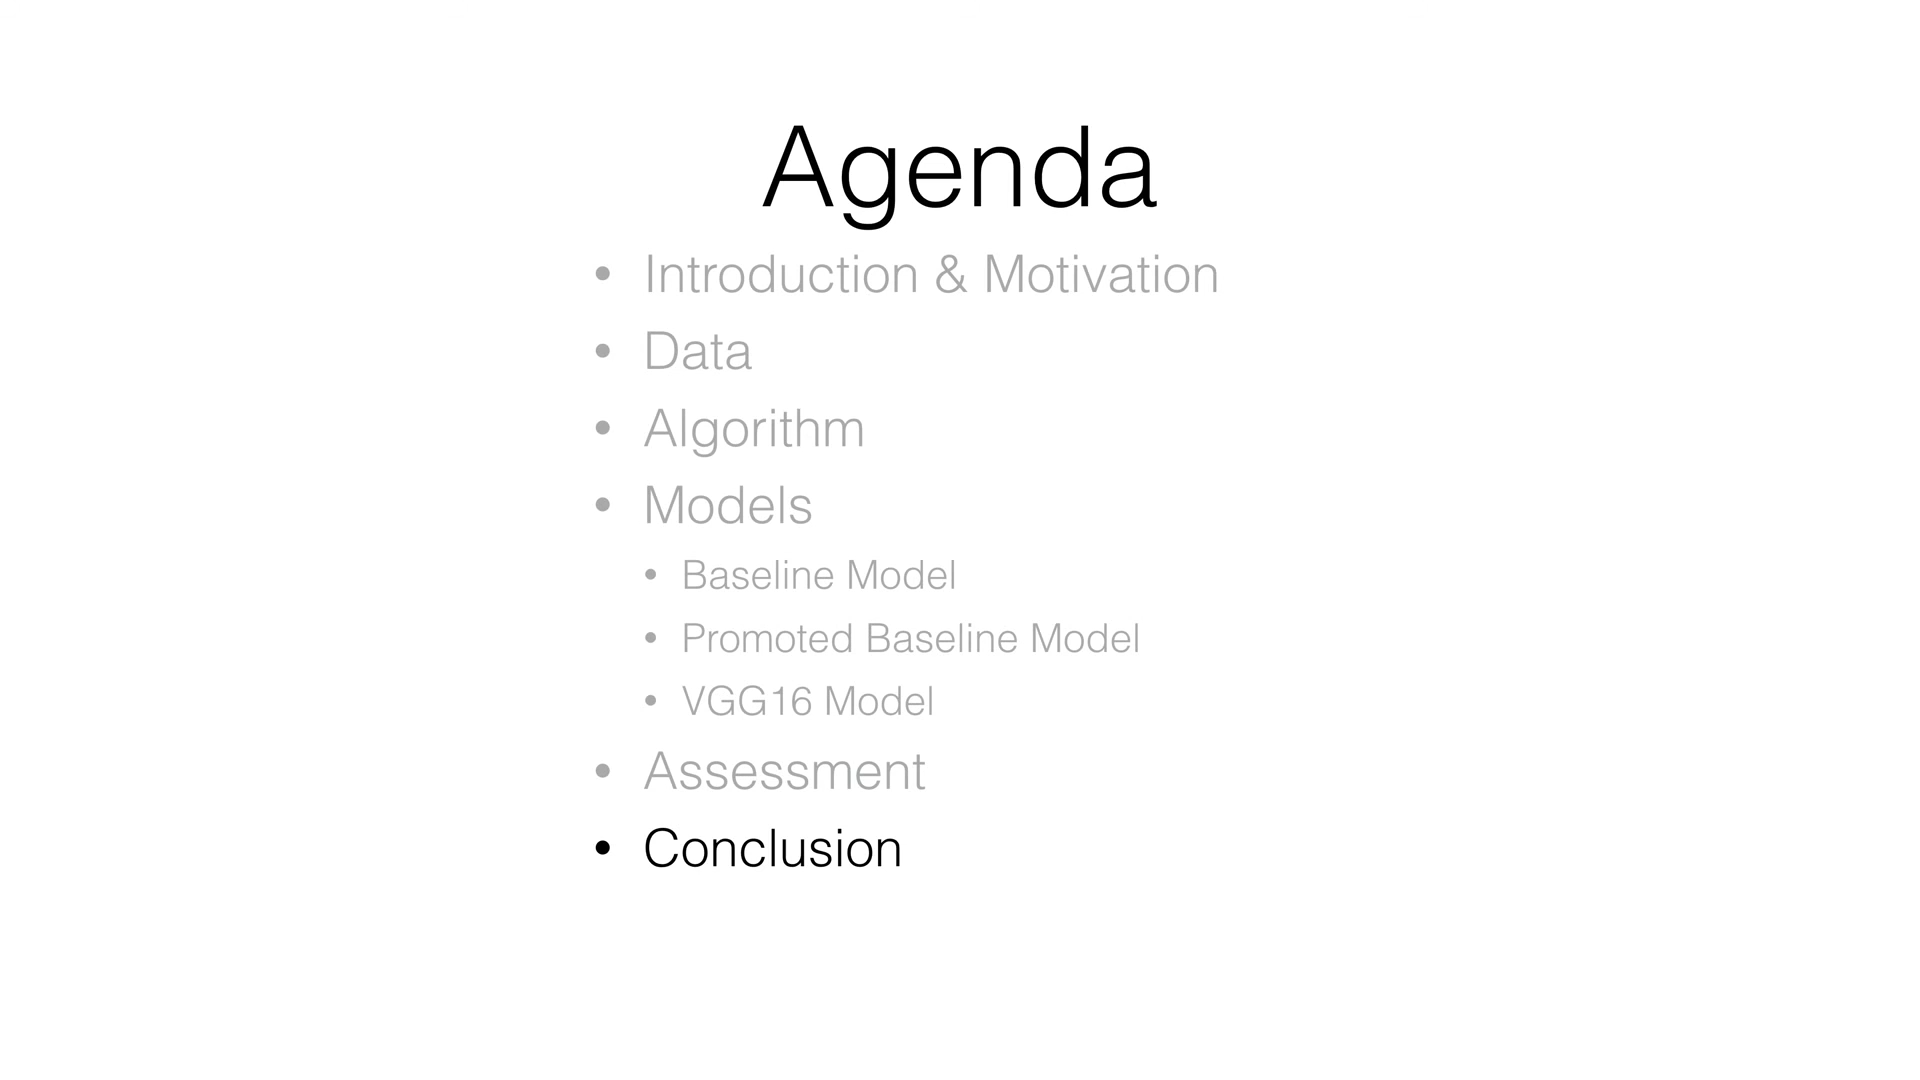 Agenda
• Introduction & Motivation
• Data
• Algorithm
• Models
• Baseline Model
• Promoted Baseline Model
• VGG16 Model
• Assessment
• Conclusion